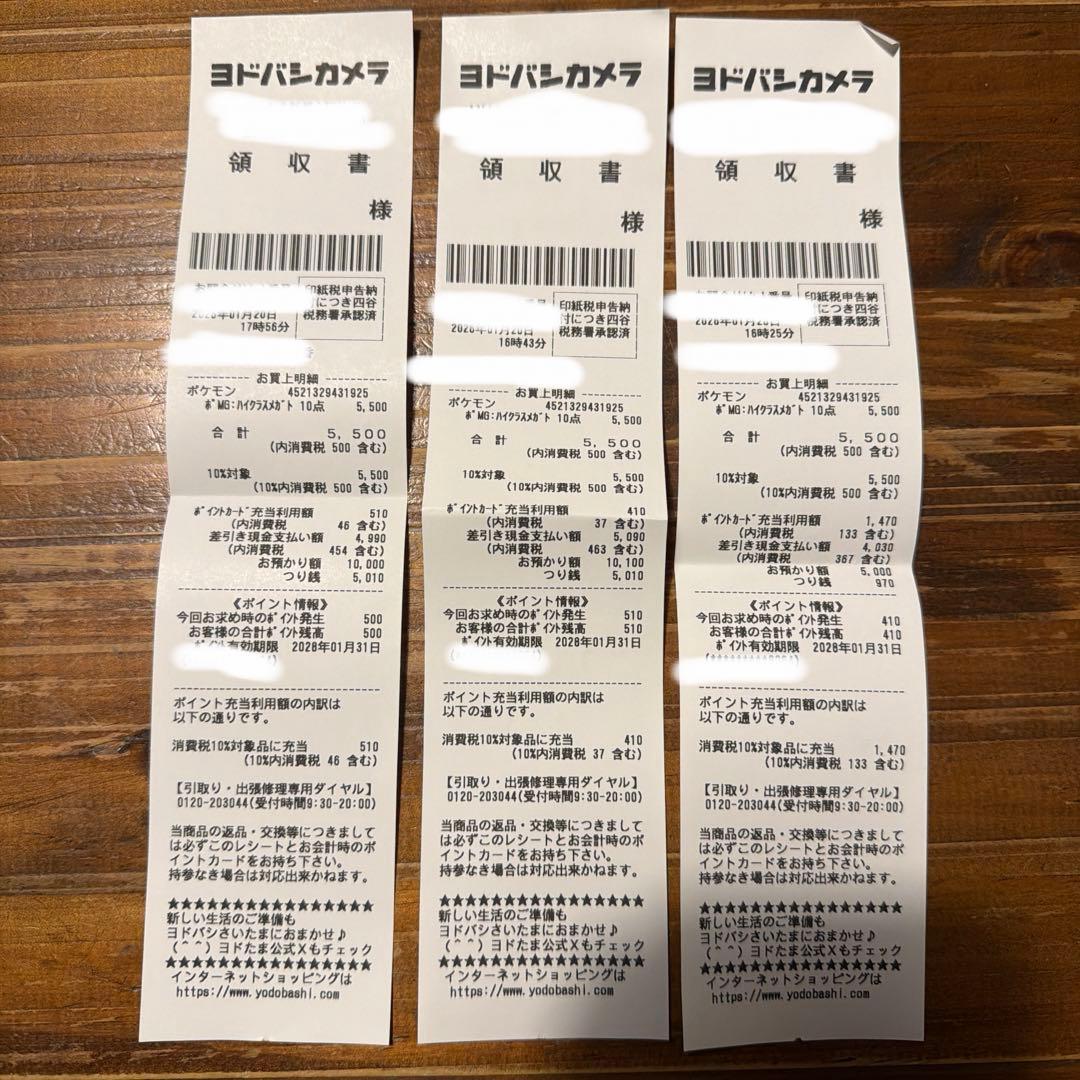 ヨドバシカメラ
領 収 書
様
印紙税申告納
付につき四谷
税務署承認済
2026年01月20日
17時56分
---------- お買上明細 ----------
ポケモン 4521329431925
ﾎﾟMG:ﾊｲｸﾗｽﾒｶﾞﾄ 10点 5,500
合 計 5,500
(内消費税 500 含む)
10%対象 5,500
(10%内消費税 500 含む)
ﾎﾟｲﾝﾄｶｰﾄﾞ充当利用額 510
(内消費税 46 含む)
差引き現金支払い額 4,990
(内消費税 454 含む)
お預かり額 10,000
つり銭 5,010
《ポイント情報》
今回お求め時のﾎﾟｲﾝﾄ発生 500
お客様の合計ﾎﾟｲﾝﾄ残高 500
ﾎﾟｲﾝﾄ有効期限 2028年01月31日
ポイント充当利用額の内訳は
以下の通りです。
消費税10%対象品に充当 510
(10%内消費税 46 含む)
【引取り・出張修理専用ダイヤル】
0120-203044(受付時間9:30-20:00)
当商品の返品・交換等につきまして
は必ずこのレシートとお会計時のポ
イントカードをお持ち下さい。
持参なき場合は対応出来かねます。
★★★★★★★★★★★★★★★★
新しい生活のご準備も
ヨドバシさいたまにおまかせ♪
(^^)ヨドたま公式Xもチェック
★★★★★★★★★★★★★★★★
インターネットショッピングは
https://www.yodobashi.com
ヨドバシカメラ
領 収 書
様
印紙税申告納
付につき四谷
税務署承認済
2026年01月20日
16時43分
---------- お買上明細 ----------
ポケモン 4521329431925
ﾎﾟMG:ﾊｲｸﾗｽﾒｶﾞﾄ 10点 5,500
合 計 5,500
(内消費税 500 含む)
10%対象 5,500
(10%内消費税 500 含む)
ﾎﾟｲﾝﾄｶｰﾄﾞ充当利用額 410
(内消費税 37 含む)
差引き現金支払い額 5,090
(内消費税 463 含む)
お預かり額 10,100
つり銭 5,010
《ポイント情報》
今回お求め時のﾎﾟｲﾝﾄ発生 510
お客様の合計ﾎﾟｲﾝﾄ残高 510
ﾎﾟｲﾝﾄ有効期限 2028年01月31日
ポイント充当利用額の内訳は
以下の通りです。
消費税10%対象品に充当 410
(10%内消費税 37 含む)
【引取り・出張修理専用ダイヤル】
0120-203044(受付時間9:30-20:00)
当商品の返品・交換等につきまして
は必ずこのレシートとお会計時のポ
イントカードをお持ち下さい。
持参なき場合は対応出来かねます。
★★★★★★★★★★★★★★★★
新しい生活のご準備も
ヨドバシさいたまにおまかせ♪
(^^)ヨドたま公式Xもチェック
★★★★★★★★★★★★★★★★
インターネットショッピングは
https://www.yodobashi.com
ヨドバシカメラ
領 収 書
様
印紙税申告納
付につき四谷
税務署承認済
2026年01月20日
16時25分
---------- お買上明細 ----------
ポケモン 4521329431925
ﾎﾟMG:ﾊｲｸﾗｽﾒｶﾞﾄ 10点 5,500
合 計 5,500
(内消費税 500 含む)
10%対象 5,500
(10%内消費税 500 含む)
ﾎﾟｲﾝﾄｶｰﾄﾞ充当利用額 1,470
(内消費税 133 含む)
差引き現金支払い額 4,030
(内消費税 367 含む)
お預かり額 5,000
つり銭 970
《ポイント情報》
今回お求め時のﾎﾟｲﾝﾄ発生 410
お客様の合計ﾎﾟｲﾝﾄ残高 410
ﾎﾟｲﾝﾄ有効期限 2028年01月31日
ポイント充当利用額の内訳は
以下の通りです。
消費税10%対象品に充当 1,470
(10%内消費税 133 含む)
【引取り・出張修理専用ダイヤル】
0120-203044(受付時間9:30-20:00)
当商品の返品・交換等につきまして
は必ずこのレシートとお会計時のポ
イントカードをお持ち下さい。
持参なき場合は対応出来かねます。
★★★★★★★★★★★★★★★★
新しい生活のご準備も
ヨドバシさいたまにおまかせ♪
(^^)ヨドたま公式Xもチェック
★★★★★★★★★★★★★★★★
インターネットショッピングは
https://www.yodobashi.com